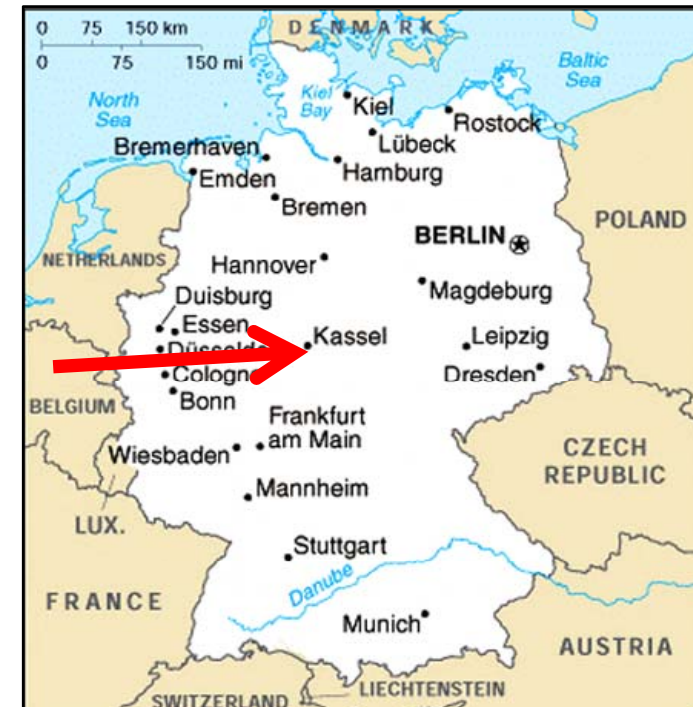 0 75 150 km
0 75 150 mi
DENMARK
North
Sea
Kiel
Bay
Baltic
Sea
Kiel
Rostock
Lübeck
Bremerhaven
Hamburg
Emden
Bremen
POLAND
BERLIN
NETHERLANDS
Hannover
Magdeburg
Duisburg
Essen
Kassel
Leipzig
Dresden
BELGIUM
Bonn
Frankfurt
am Main
Wiesbaden
CZECH
REPUBLIC
Mannheim
LUX.
Stuttgart
Danube
FRANCE
Munich
AUSTRIA
LIECHTENSTEIN
SWITZERLAND